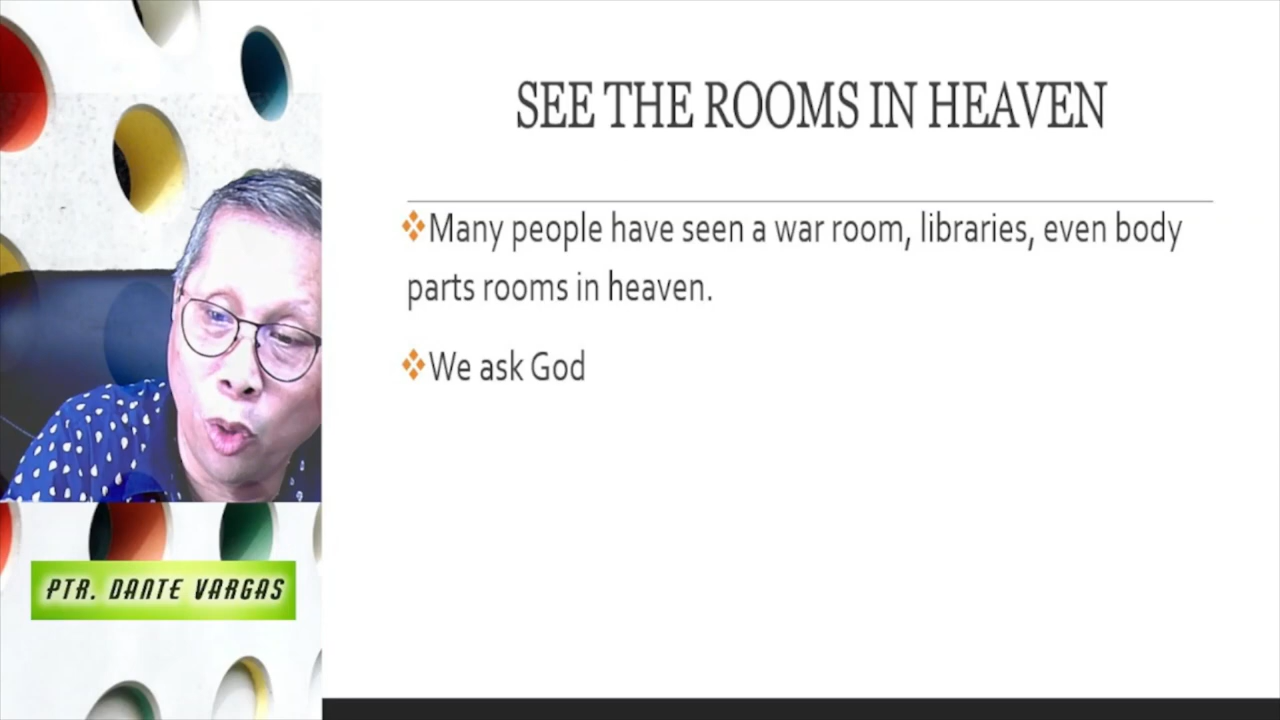 SEE THE ROOMS IN HEAVEN
❖Many people have seen a war room, libraries, even body
parts rooms in heaven.
❖We ask God
PTR. DANTE VARGAS